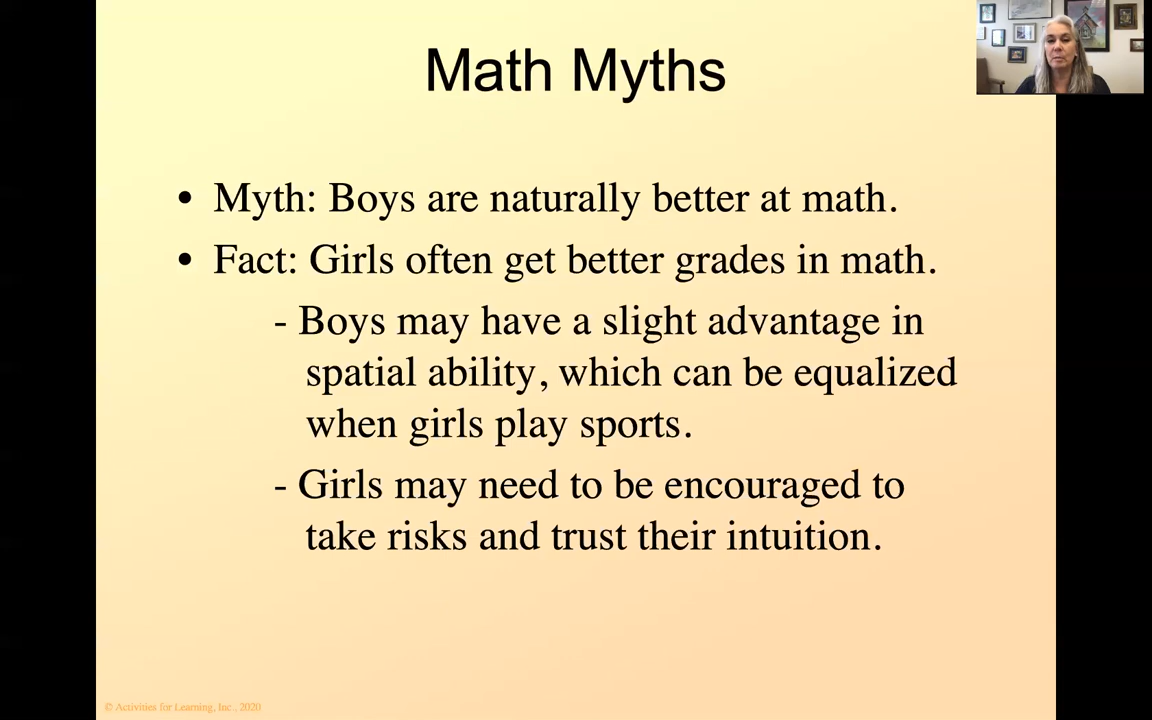 Math Myths
• Myth: Boys are naturally better at math.
• Fact: Girls often get better grades in math.
- Boys may have a slight advantage in
spatial ability, which can be equalized
when girls play sports.
- Girls may need to be encouraged to
take risks and trust their intuition.
© Activities for Learning, Inc., 2020